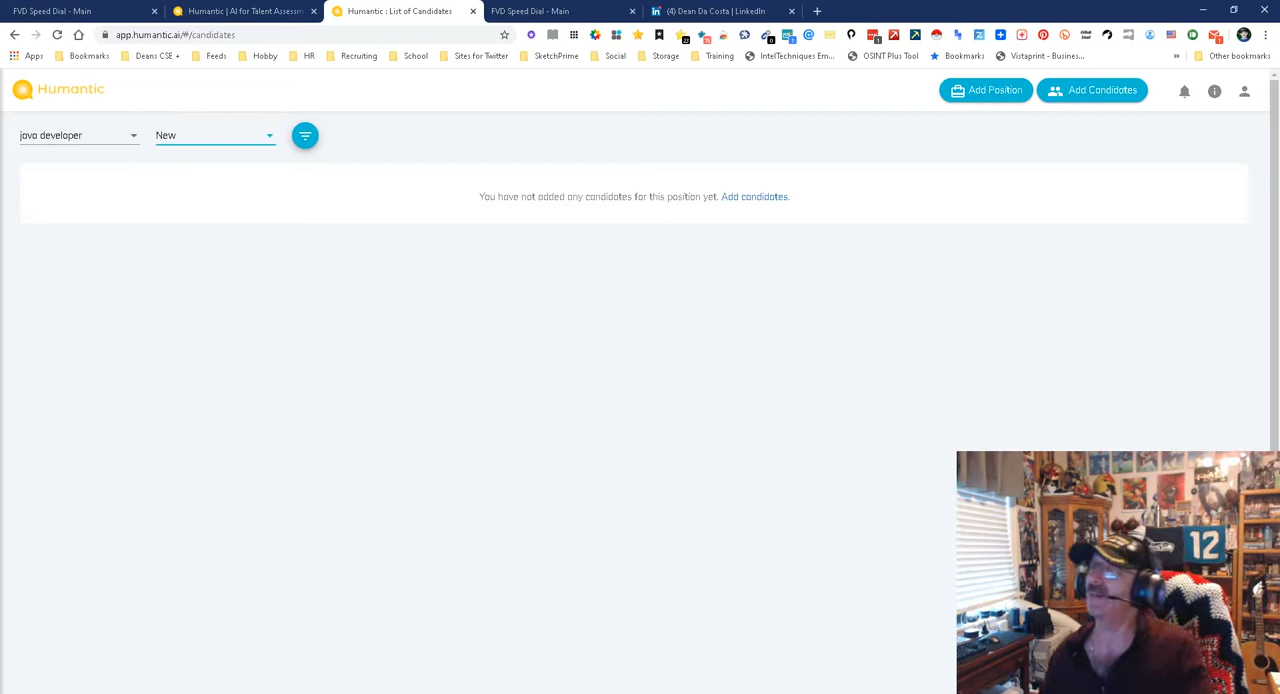 FVD Speed Dial - Main
Humantic | AI for Talent Assessm
Humantic : List of Candidates
FVD Speed Dial - Main
(4) Dean Da Costa | LinkedIn
app.humantic.ai/#/candidates
Apps
Bookmarks
Deans CSE +
Feeds
Hobby
HR
Recruiting
School
Sites for Twitter
SketchPrime
Social
Storage
Training
IntelTechniques Em...
OSINT Plus Tool
Bookmarks
Vistaprint - Busines...
»
Other bookmarks
Humantic
Add Position
Add Candidates
java developer
New
You have not added any candidates for this position yet. Add candidates.
12